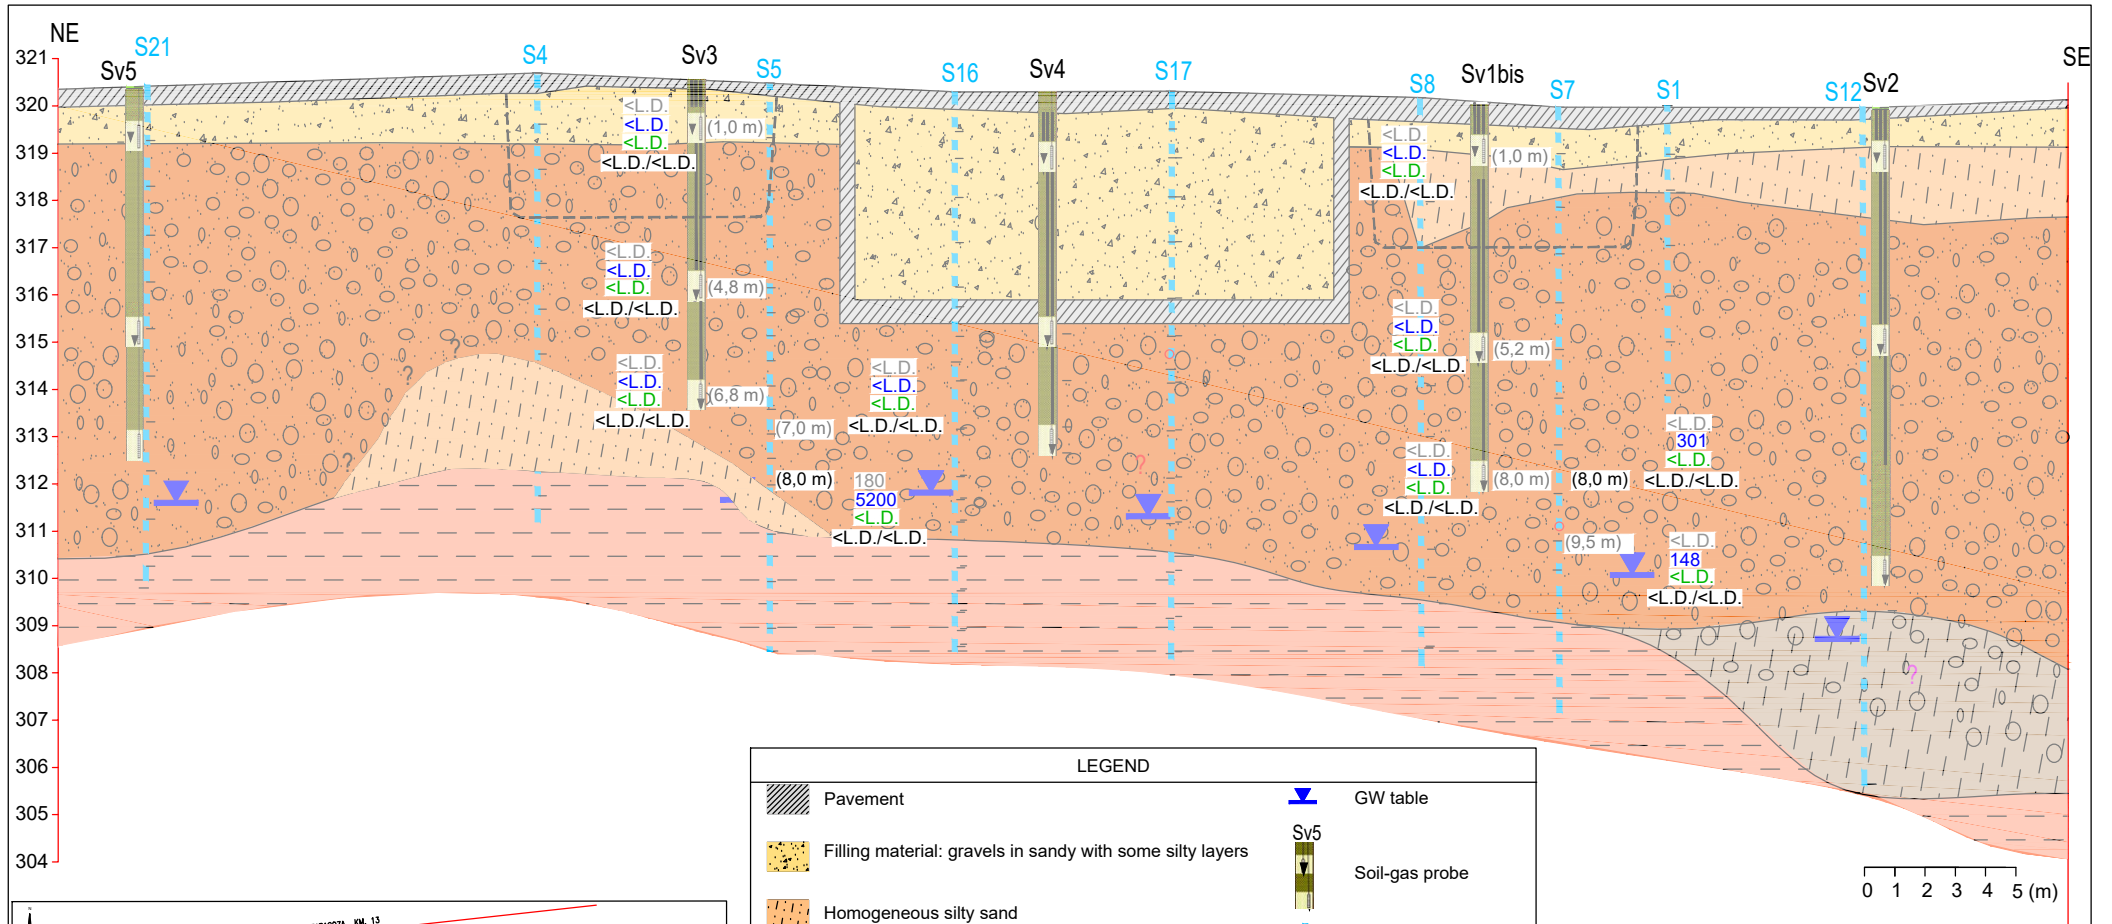 NE
SE
S21
S4
Sv3
S5
S16
Sv4
S17
S8
Sv1bis
S7
S1
S12
Sv2
Sv5
321
320
319
318
317
316
315
314
313
312
311
310
309
308
307
306
305
304
<L.D.
<L.D.
<L.D.
<L.D./<L.D.
(1,0 m)
<L.D.
<L.D.
<L.D.
<L.D./<L.D.
(4,8 m)
<L.D.
<L.D.
<L.D.
<L.D./<L.D.
(6,8 m)
(7,0 m)
<L.D.
<L.D.
<L.D.
<L.D./<L.D.
(8,0 m)
180
5200
<L.D.
<L.D./<L.D.
<L.D.
<L.D.
<L.D.
<L.D./<L.D.
(1,0 m)
<L.D.
<L.D.
<L.D.
<L.D./<L.D.
(5,2 m)
<L.D.
<L.D.
<L.D.
<L.D./<L.D.
(8,0 m)
(8,0 m)
<L.D.
301
<L.D.
<L.D./<L.D.
(9,5 m)
<L.D.
148
<L.D.
<L.D./<L.D.
?
?
?
?
?
LEGEND
Pavement
GW table
Filling material: gravels in sandy with some silty layers
Sv5
Soil-gas probe
Homogeneous silty sand
0 1 2 3 4 5 (m)
KM. 13